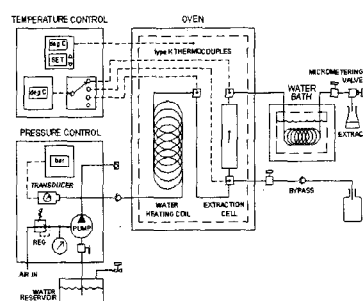 TEMPERATURE CONTROL
OVEN
deg C
SET
type K THERMOCOUPLES
deg C
MICROMETERING
VALVE
WATER
BATH
EXTRAC
PRESSURE CONTROL
bar
TRANSDUCER
PUMP
REG
AIR IN
WATER
RESERVOIR
WATER
HEATING COIL
EXTRACTION
CELL
BYPASS